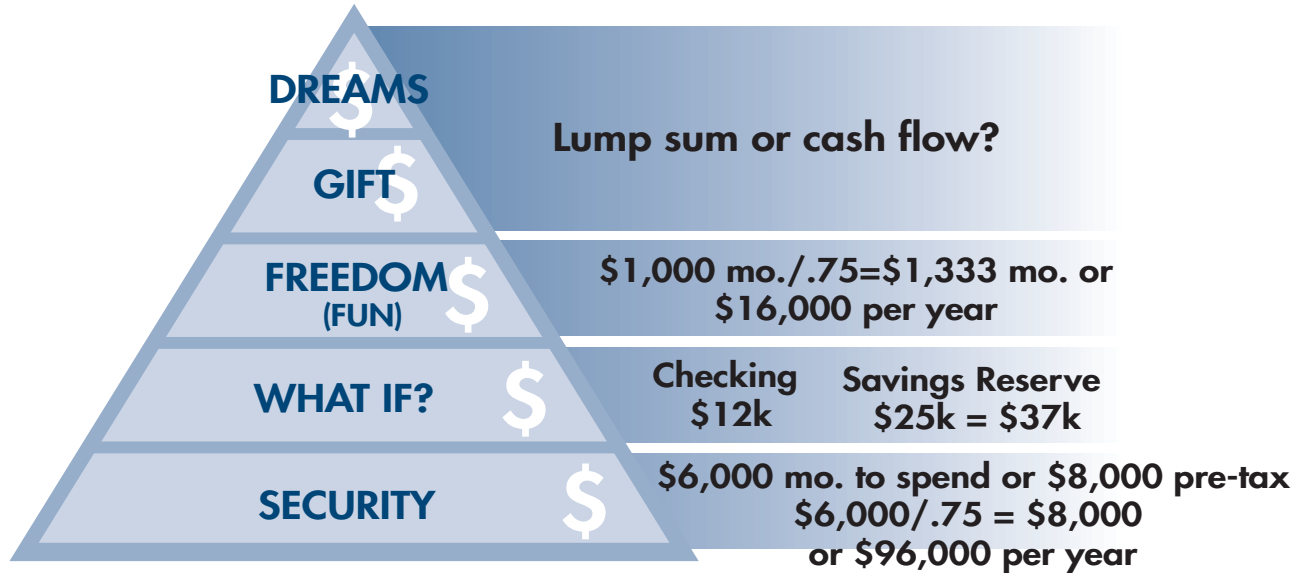 DREAMS
$
Lump sum or cash flow?
GIFT
$
FREEDOM
(FUN)
$
$1,000 mo./.75=$1,333 mo. or
$16,000 per year
WHAT IF?
$
Checking
$12k
Savings Reserve
$25k = $37k
SECURITY
$
$6,000 mo. to spend or $8,000 pre-tax
$6,000/.75 = $8,000
or $96,000 per year